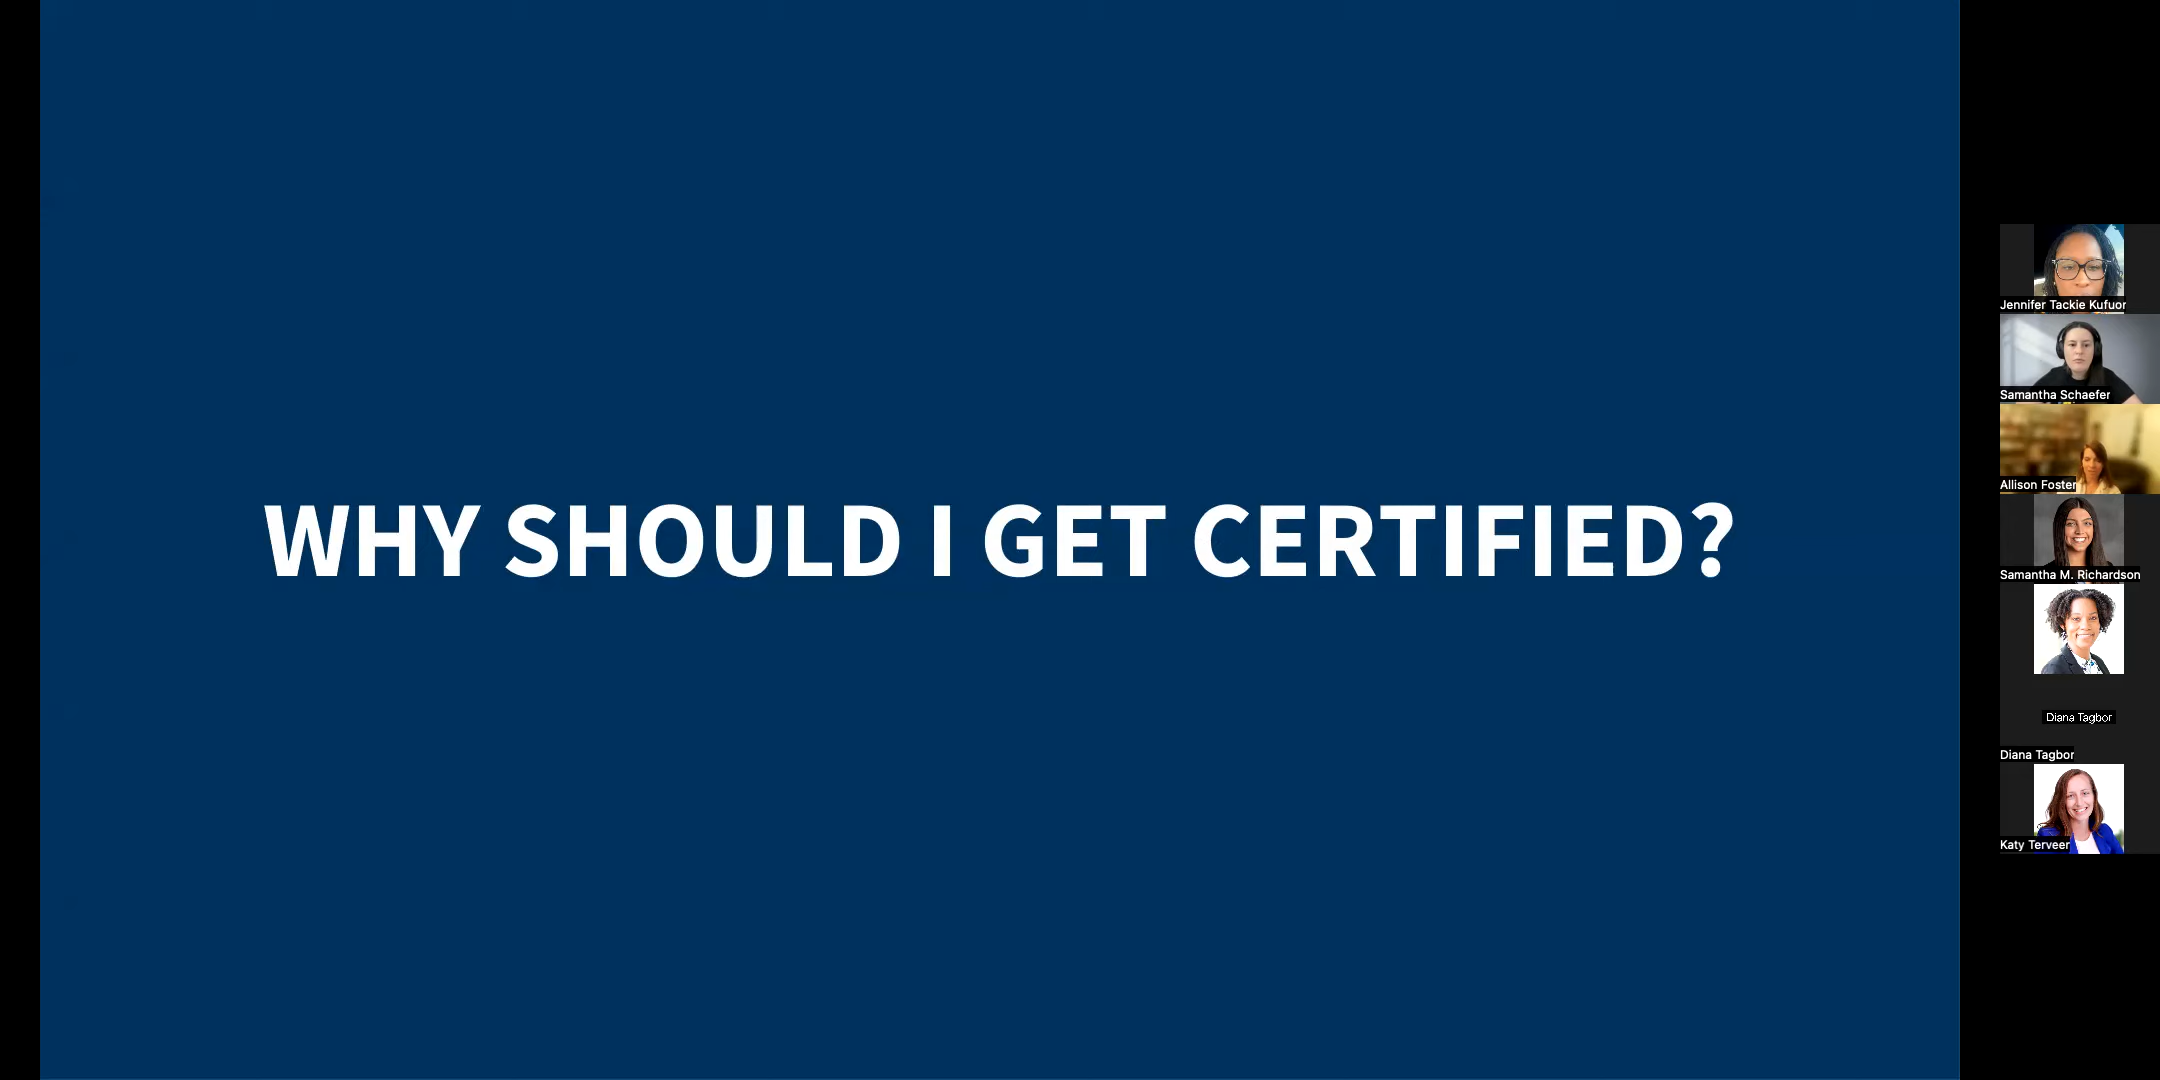 WHY SHOULD I GET CERTIFIED?
Jennifer Tackie Kufuor
Samantha Schaefer
Allison Foster
Samantha M. Richardson
Diana Tagbor
Diana Tagbor
Katy Terveer